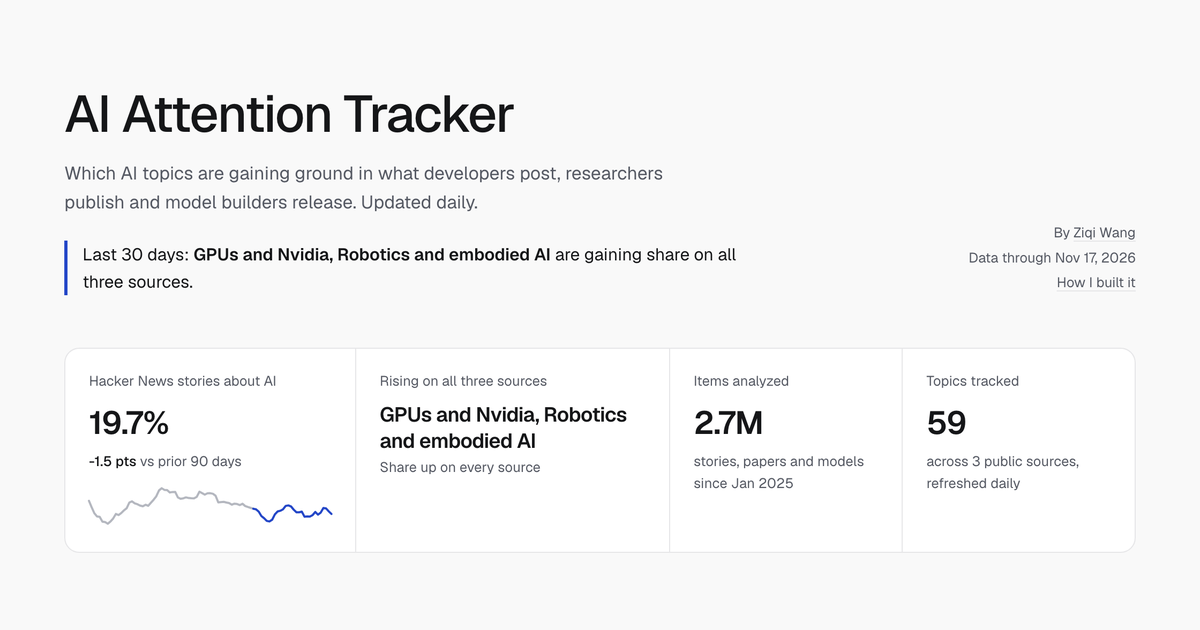 AI Attention Tracker
Which AI topics are gaining ground in what developers post, researchers
publish and model builders release. Updated daily.
Last 30 days: GPUs and Nvidia, Robotics and embodied AI are gaining share on all
three sources.
By Ziqi Wang
Data through Nov 17, 2026
How I built it
Hacker News stories about AI
19.7%
-1.5 pts vs prior 90 days
Rising on all three sources
GPUs and Nvidia, Robotics
and embodied AI
Share up on every source
Items analyzed
2.7M
stories, papers and models
since Jan 2025
Topics tracked
59
across 3 public sources,
refreshed daily